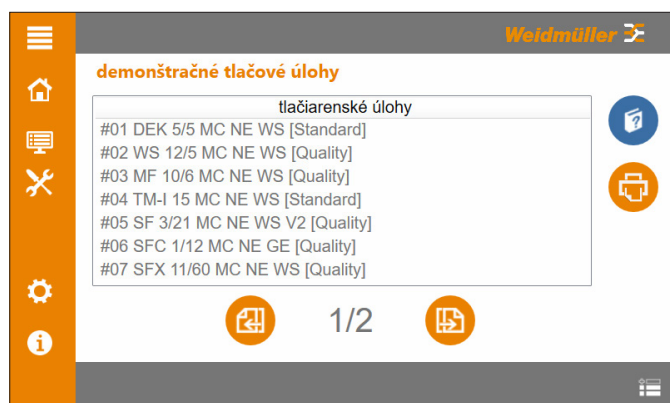 Weidmüller
demonštračné tlačové úlohy
tlačiarenské úlohy
#01 DEK 5/5 MC NE WS [Standard]
#02 WS 12/5 MC NE WS [Quality]
#03 MF 10/6 MC NE WS [Quality]
#04 TM-I 15 MC NE WS [Standard]
#05 SF 3/21 MC NE WS V2 [Quality]
#06 SFC 1/12 MC NE GE [Quality]
#07 SFX 11/60 MC NE WS [Quality]
1/2